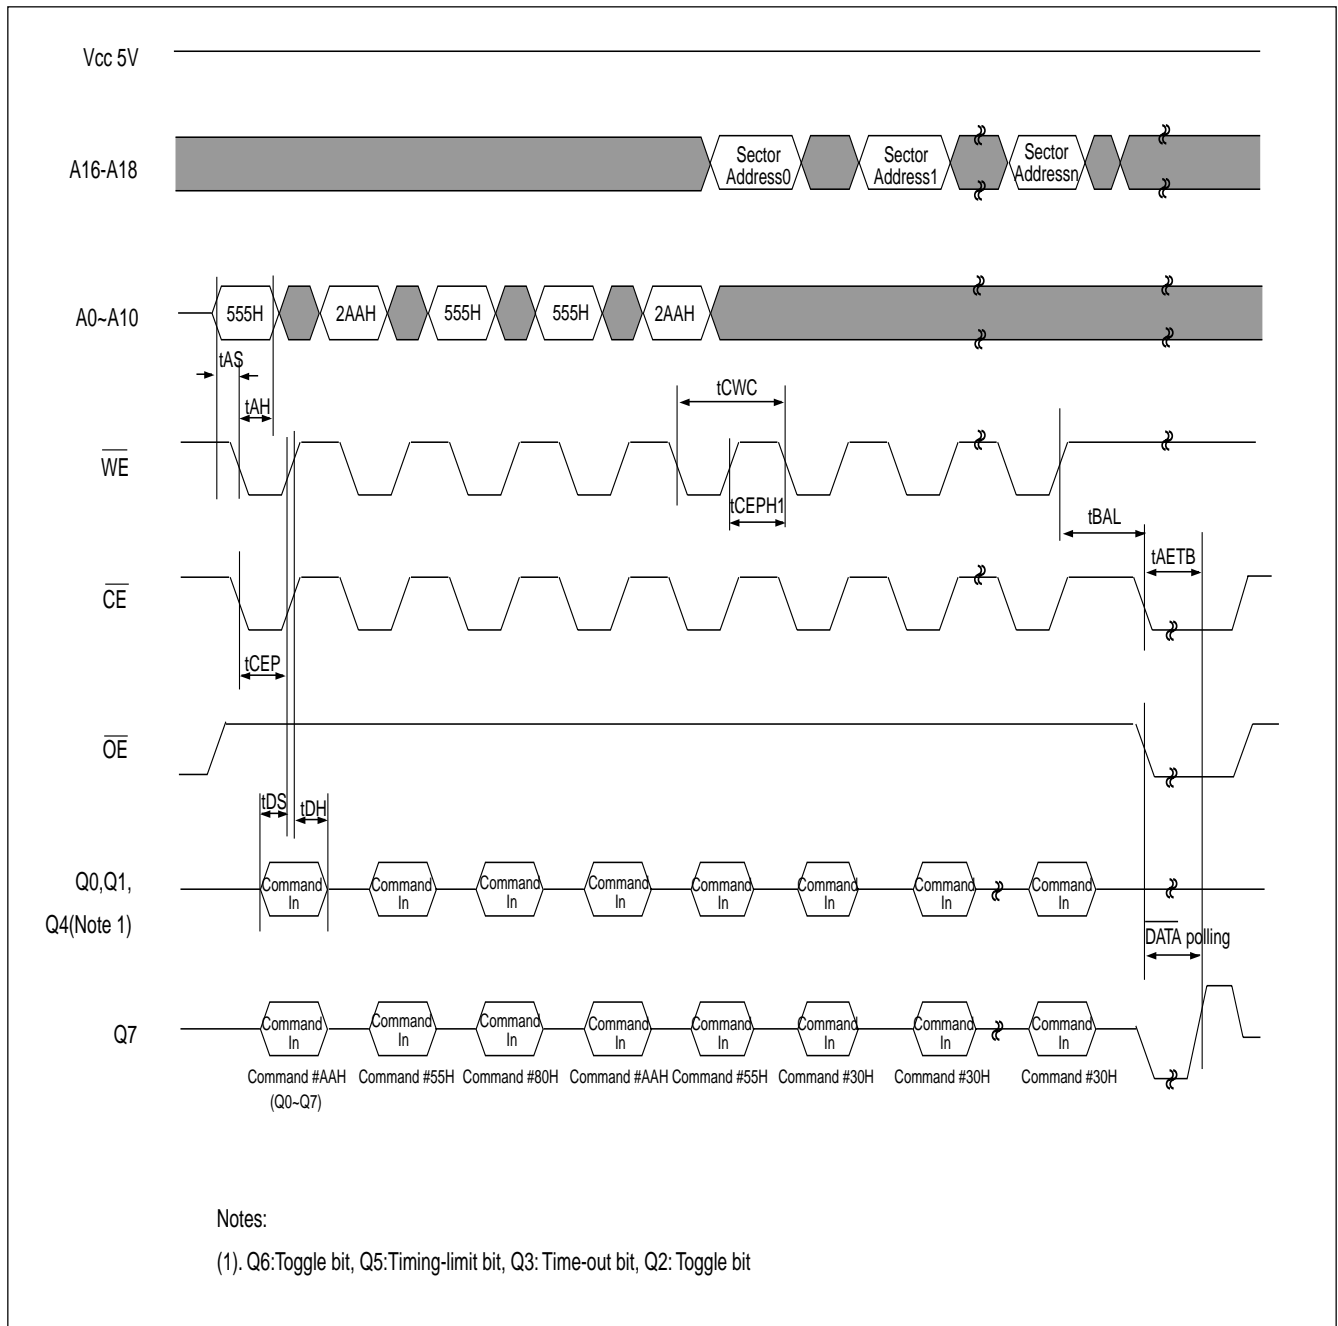 Vcc 5V
A16-A18
Sector
Address0
Sector
Address1
Sector
Addressn
A0~A10
555H
2AAH
555H
555H
2AAH
tAS
tAH
tCWC
WE
tCEPH1
tBAL
tAETB
CE
tCEP
OE
tDS
tDH
Q0,Q1,
Q4(Note 1)
Command
In
Command
In
Command
In
Command
In
Command
In
Command
In
Command
In
Command
In
DATA polling
Q7
Command
In
Command
In
Command
In
Command
In
Command
In
Command
In
Command
In
Command
In
Command #AAH
(Q0~Q7)
Command #55H
Command #80H
Command #AAH
Command #55H
Command #30H
Command #30H
Command #30H
Notes:
(1). Q6:Toggle bit, Q5:Timing-limit bit, Q3: Time-out bit, Q2: Toggle bit